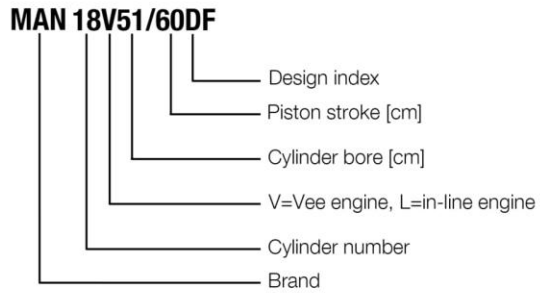 MAN 18V51/60DF
Design index
Piston stroke [cm]
Cylinder bore [cm]
V=Vee engine, L=in-line engine
Cylinder number
Brand